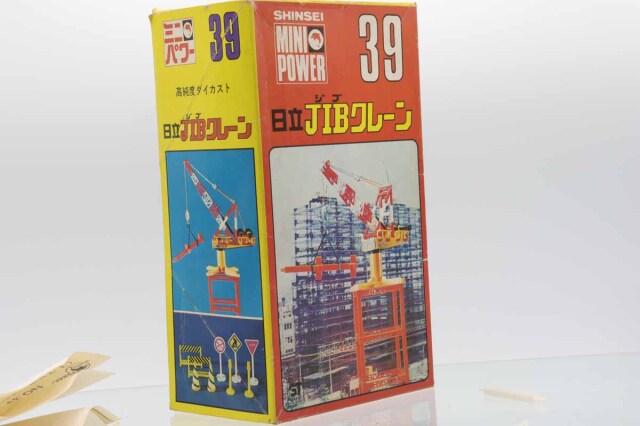 ミニ
パワー
39
高純度ダイカスト
ジブ
日立JIBクレーン
SHINSEI
MINI
POWER
39
ジブ
日立JIBクレーン
ST